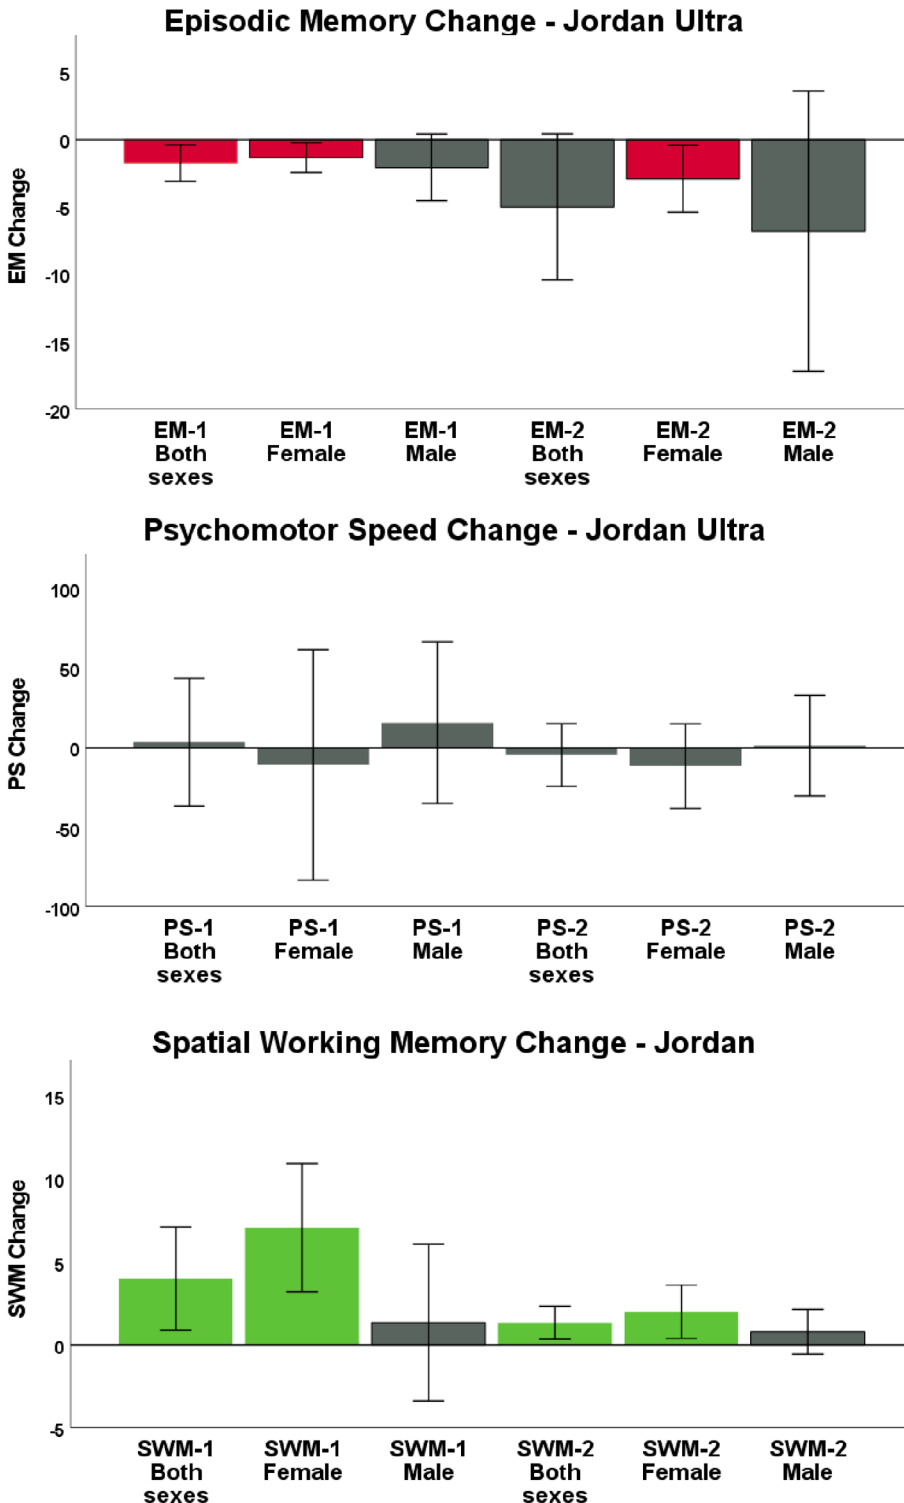 Episodic Memory Change - Jordan Ultra
5
0
-5
-10
-15
-20
EM Change
EM-1 Both sexes
EM-1 Female
EM-1 Male
EM-2 Both sexes
EM-2 Female
EM-2 Male
Psychomotor Speed Change - Jordan Ultra
100
50
0
-50
-100
PS Change
PS-1 Both sexes
PS-1 Female
PS-1 Male
PS-2 Both sexes
PS-2 Female
PS-2 Male
Spatial Working Memory Change - Jordan
15
10
5
0
-5
SWM Change
SWM-1 Both sexes
SWM-1 Female
SWM-1 Male
SWM-2 Both sexes
SWM-2 Female
SWM-2 Male